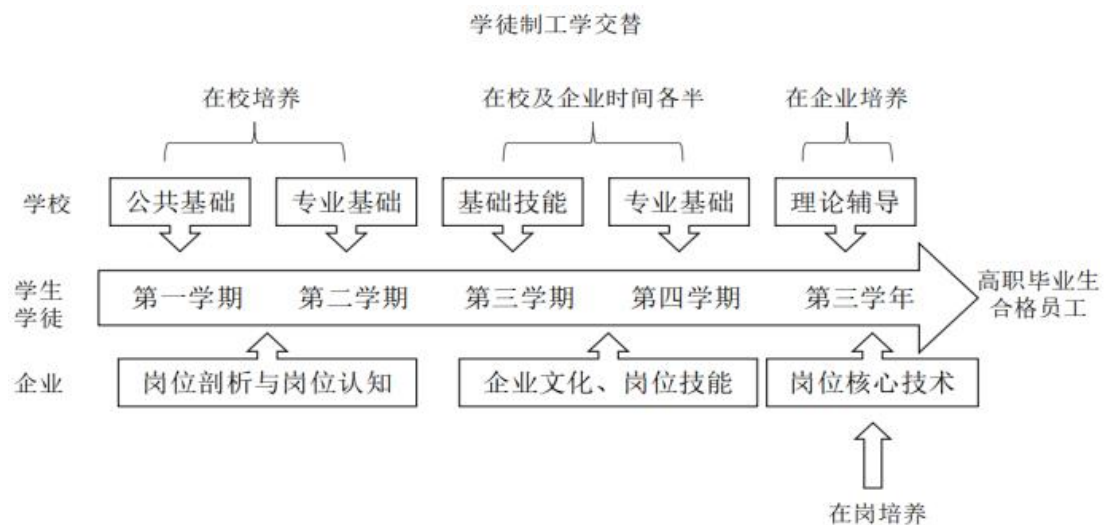 学徒制工学交替
在校培养
在校及企业时间各半
在企业培养
学校
公共基础
专业基础
基础技能
专业基础
理论辅导
学生
学徒
第一学期
第二学期
第三学期
第四学期
第三学年
高职毕业生
合格员工
企业
岗位剖析与岗位认知
企业文化、岗位技能
岗位核心技术
在岗培养